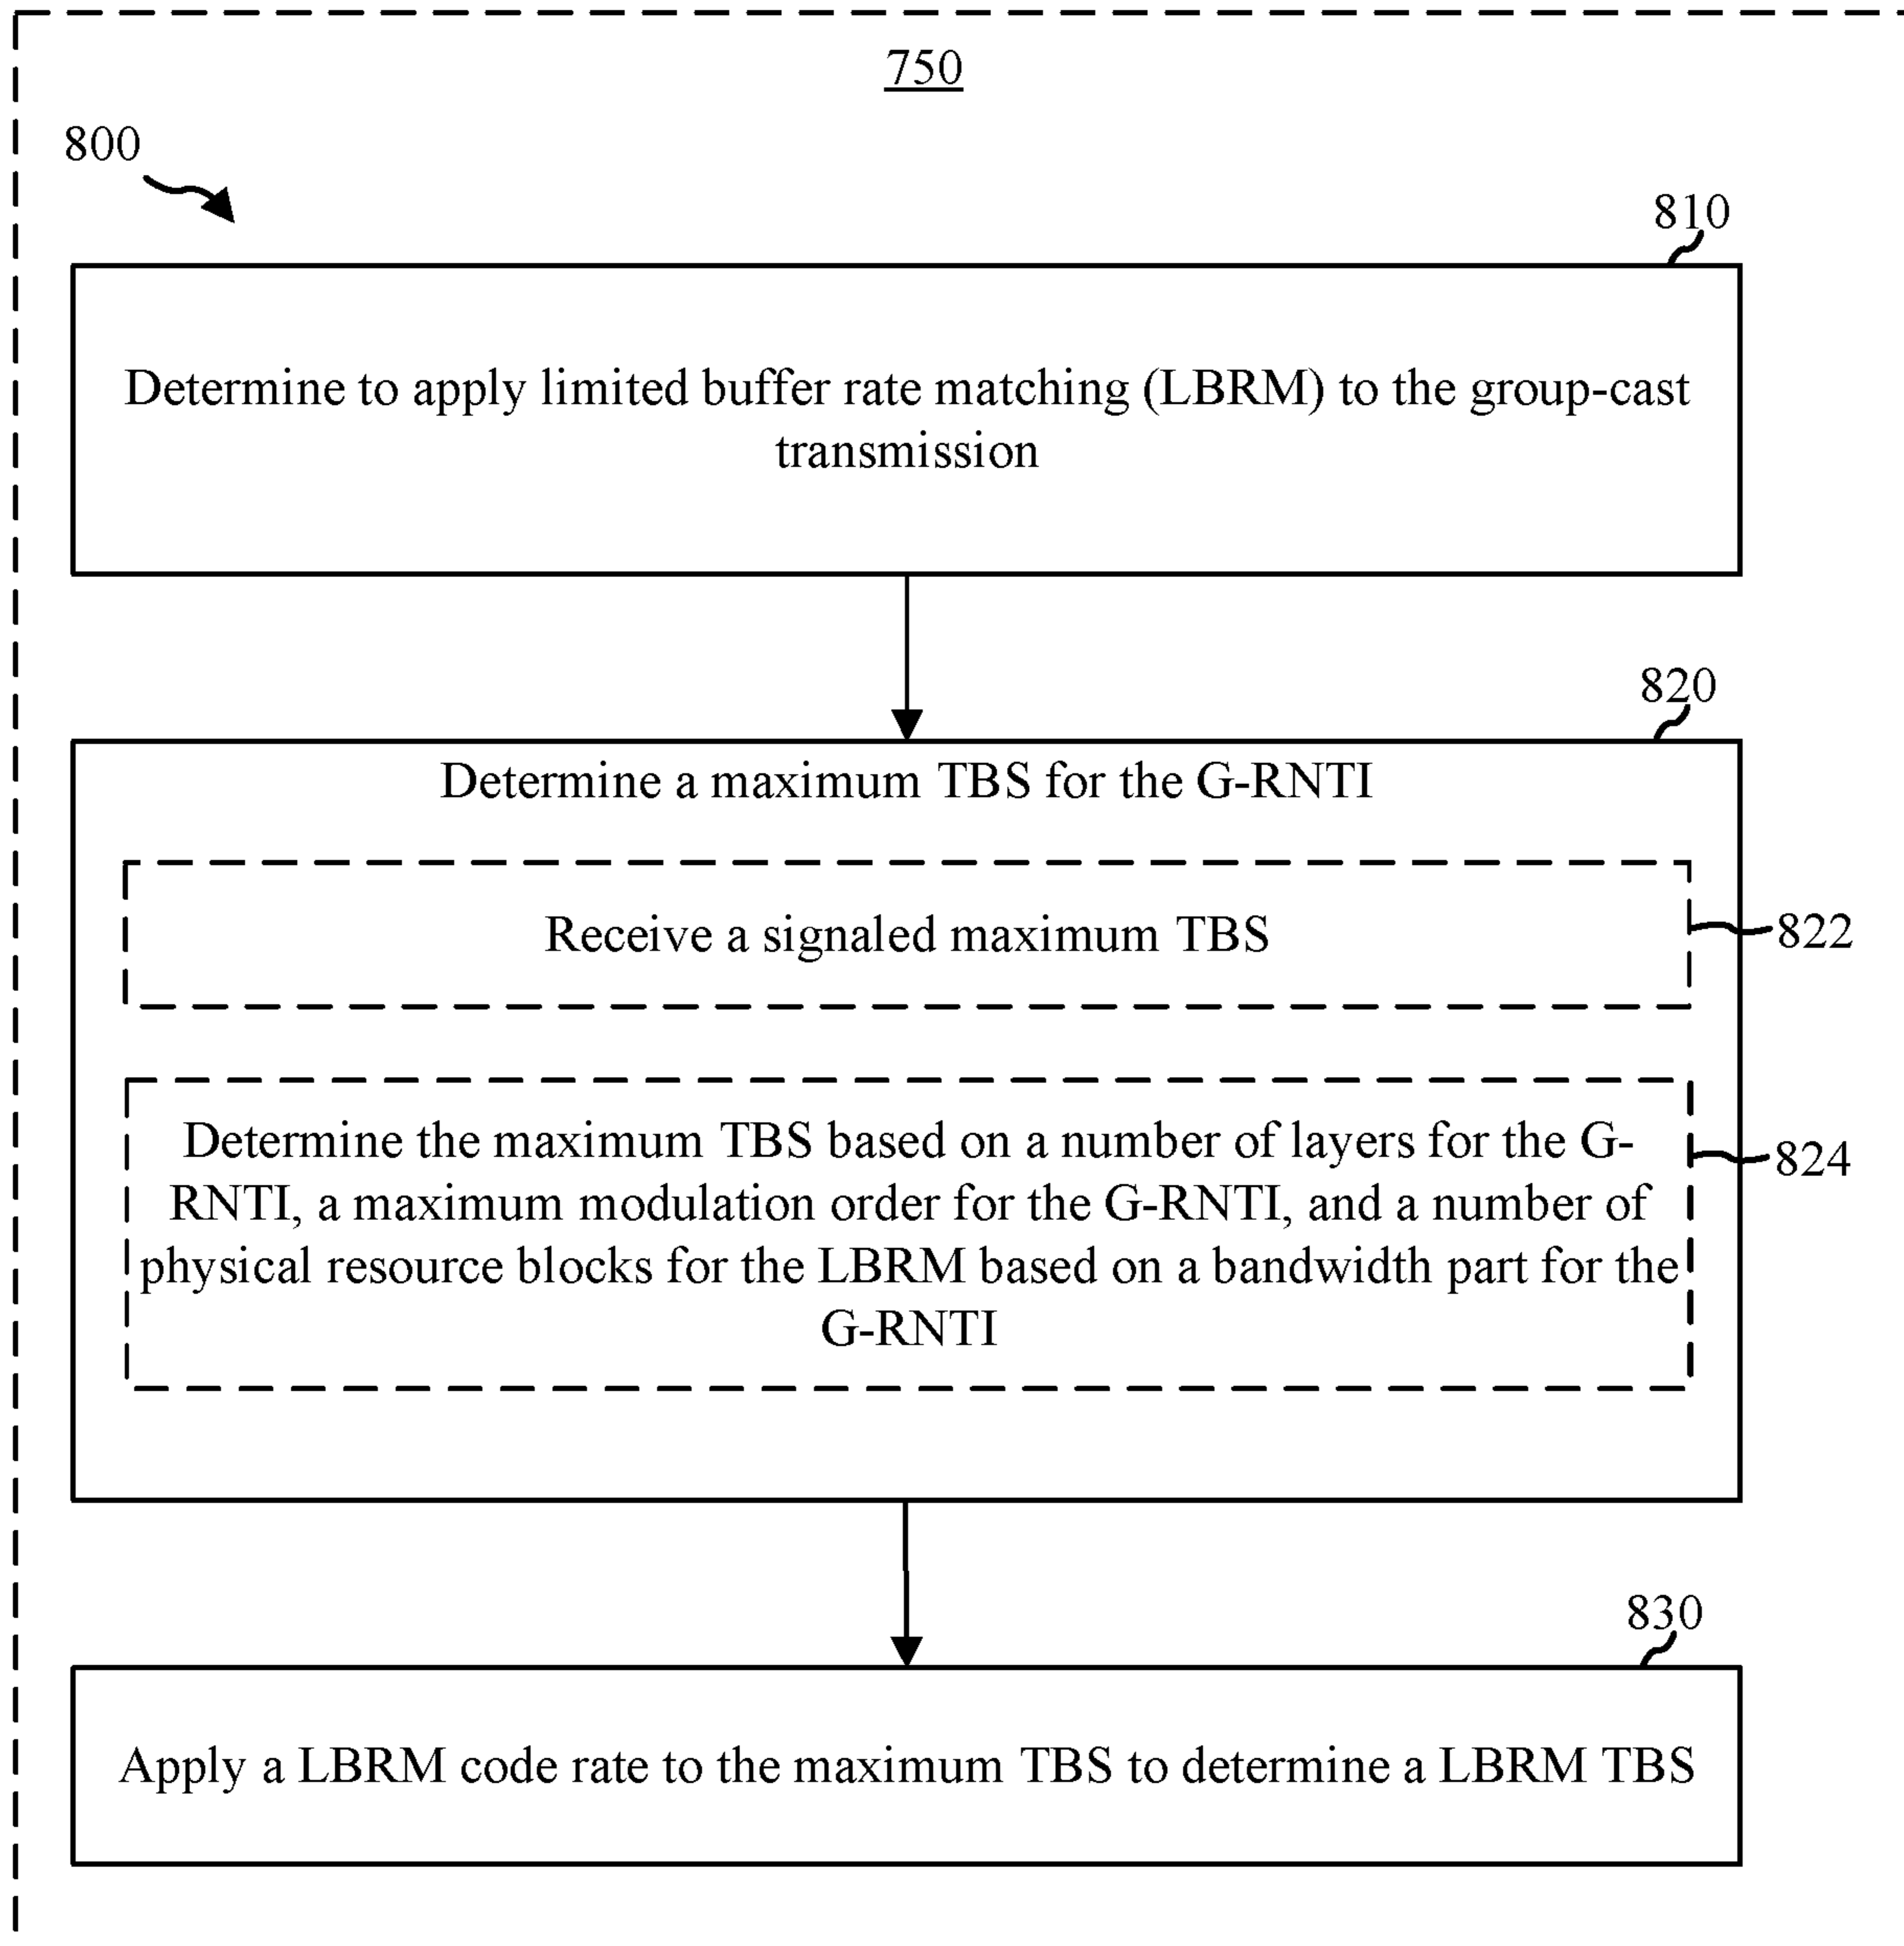 750
800
810
Determine to apply limited buffer rate matching (LBRM) to the group-cast
transmission
820
Determine a maximum TBS for the G-RNTI
Receive a signaled maximum TBS
822
Determine the maximum TBS based on a number of layers for the G-
RNTI, a maximum modulation order for the G-RNTI, and a number of
physical resource blocks for the LBRM based on a bandwidth part for the
G-RNTI
824
830
Apply a LBRM code rate to the maximum TBS to determine a LBRM TBS